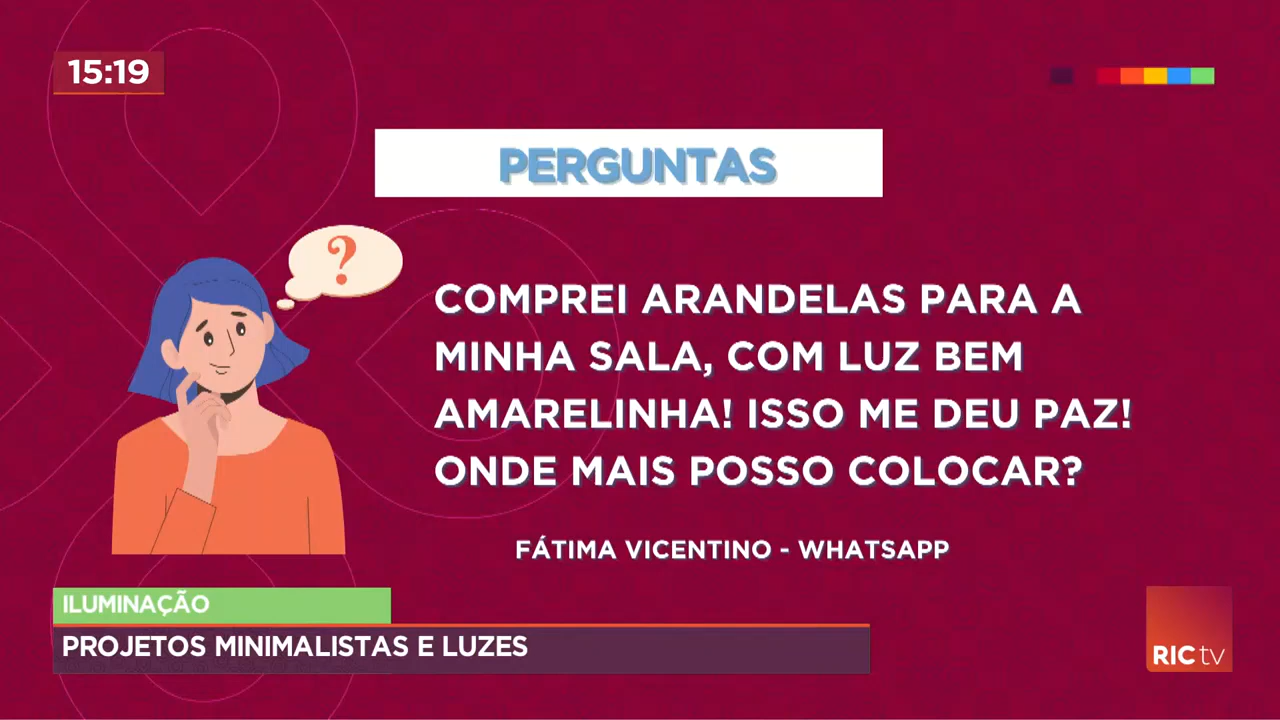 15:19
PERGUNTAS
?
COMPREI ARANDELAS PARA A
MINHA SALA, COM LUZ BEM
AMARELINHA! ISSO ME DEU PAZ!
ONDE MAIS POSSO COLOCAR?
FÁTIMA VICENTINO - WHATSAPP
ILUMINAÇÃO
PROJETOS MINIMALISTAS E LUZES
RICtv